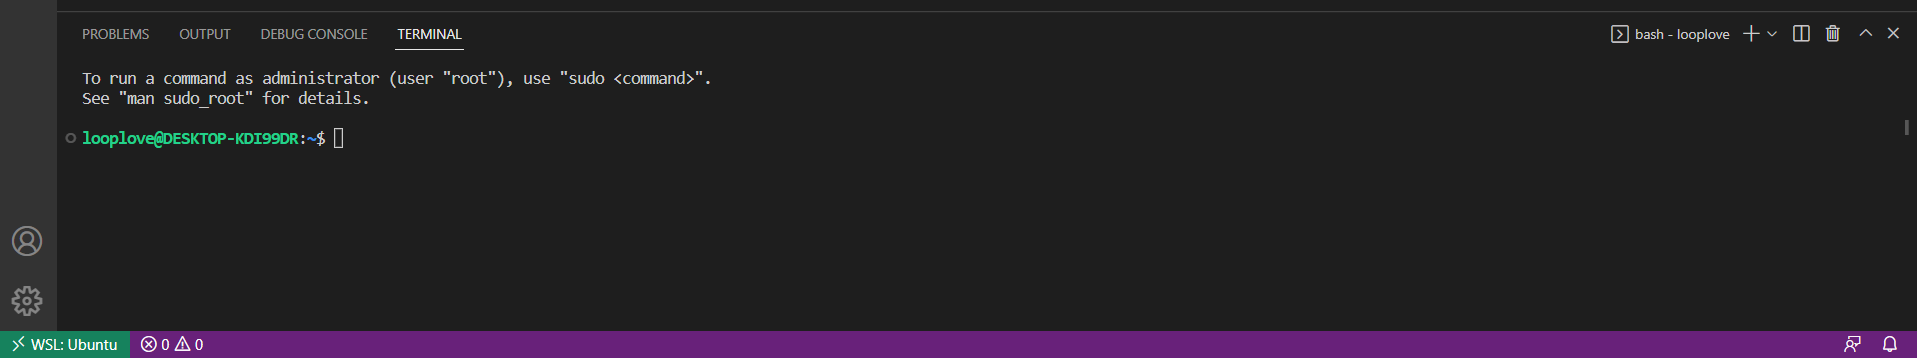 PROBLEMS OUTPUT DEBUG CONSOLE TERMINAL bash - looplove
To run a command as administrator (user "root"), use "sudo <command>".
See "man sudo_root" for details.
looplove@DESKTOP-KDI99DR:~$
WSL: Ubuntu 0 0